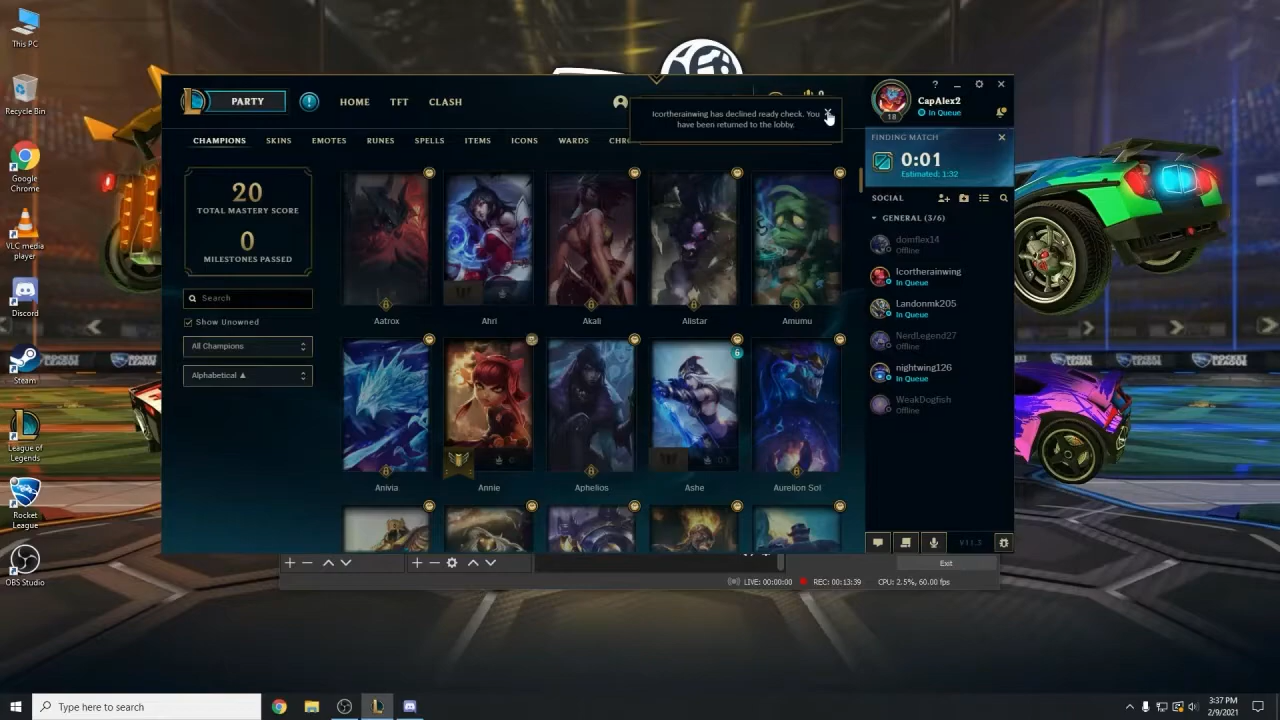 This PC
Recycle Bin
Google
Chrome
VLC media
player
Discord
Steam
League of
Legends
Rocket
League
OBS Studio
PARTY
HOME
TFT
CLASH
Icortherainwing has declined ready check. You
have been returned to the lobby.
CHAMPIONS
SKINS
EMOTES
RUNES
SPELLS
ITEMS
ICONS
WARDS
20
TOTAL MASTERY SCORE
0
MILESTONES PASSED
Search
Show Unowned
All Champions
Alphabetical ▲
Aatrox
Ahri
Akali
Alistar
Amumu
Anivia
Annie
Aphelios
Ashe
Aurelion Sol
?
CapAlex2
In Queue
18
FINDING MATCH
0:01
Estimated: 1:32
SOCIAL
GENERAL (3/6)
domflex14
Offline
Icortherainwing
In Queue
Landonmk205
In Queue
NerdLegend27
Offline
nightwing126
In Queue
WeakDogfish
Offline
V11.3
Exit
LIVE: 00:00:00
REC: 00:13:39
CPU: 2.5%, 60.00 fps
Type here to search
3:37 PM
2/9/2021